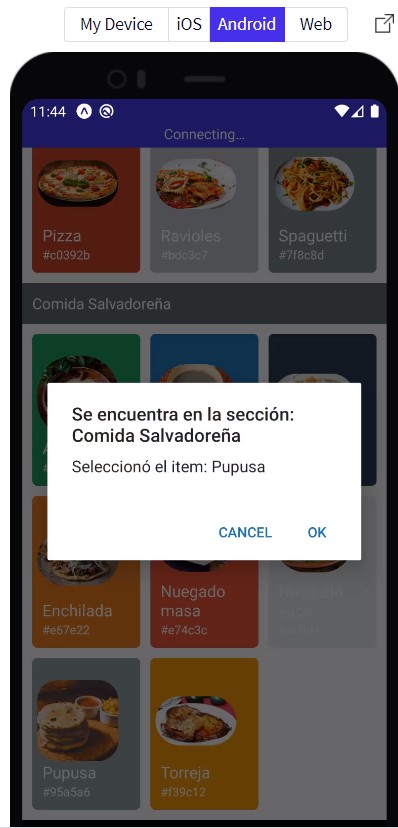 My Device
iOS
Android
Web
11:44
Connecting...
Pizza
#c0392b
Ravioles
#bdc3c7
Spaguetti
#7f8c8d
Comida Salvadoreña
Se encuentra en la sección:
Comida Salvadoreña
Seleccionó el item: Pupusa
CANCEL
OK
Enchilada
#e67e22
Nuegado
masa
#e74c3c
Pupusa
#95a5a6
Torreja
#f39c12